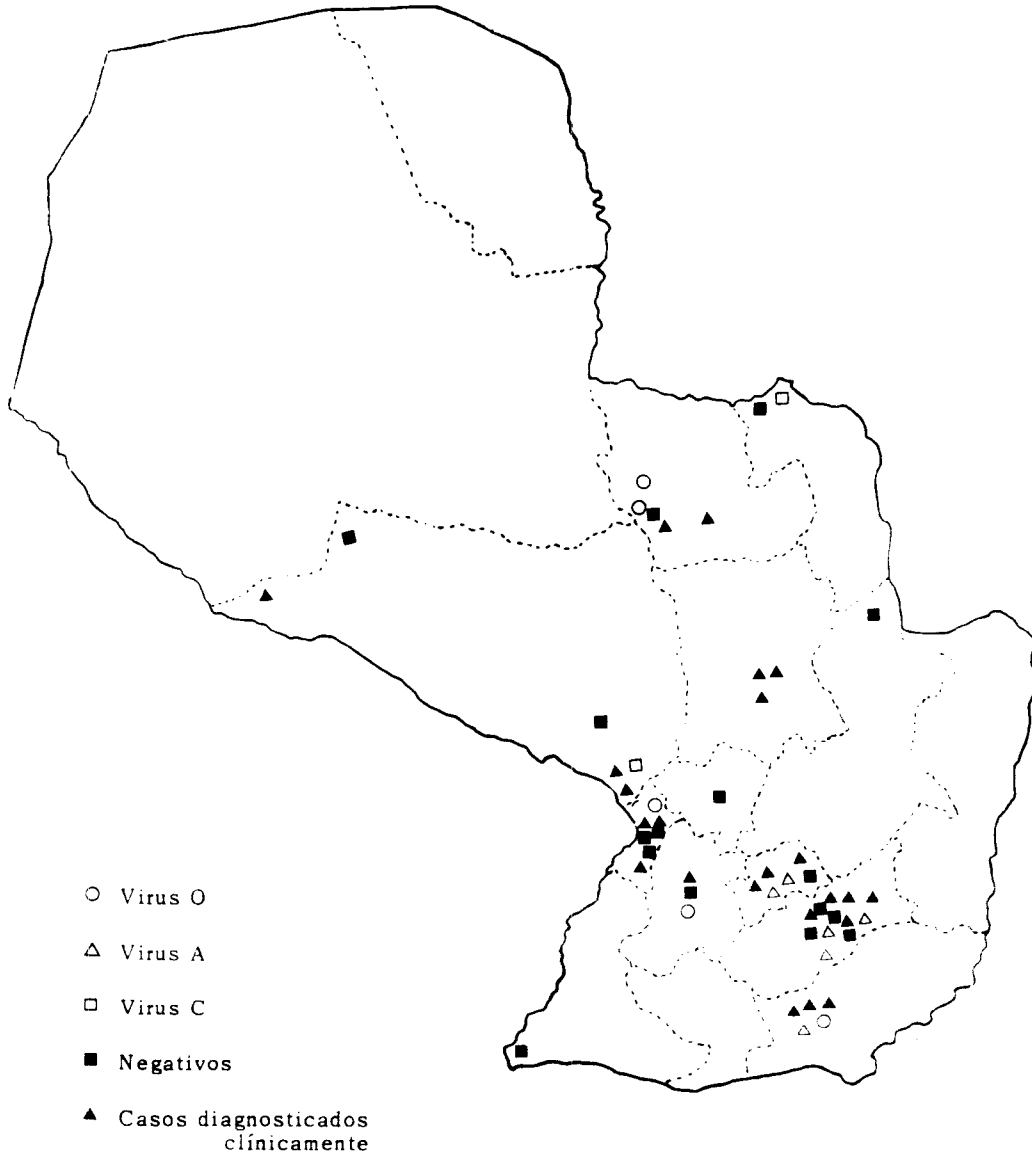 Virus O
Virus A
Virus C
Negativos
Casos diagnosticados
clínicamente